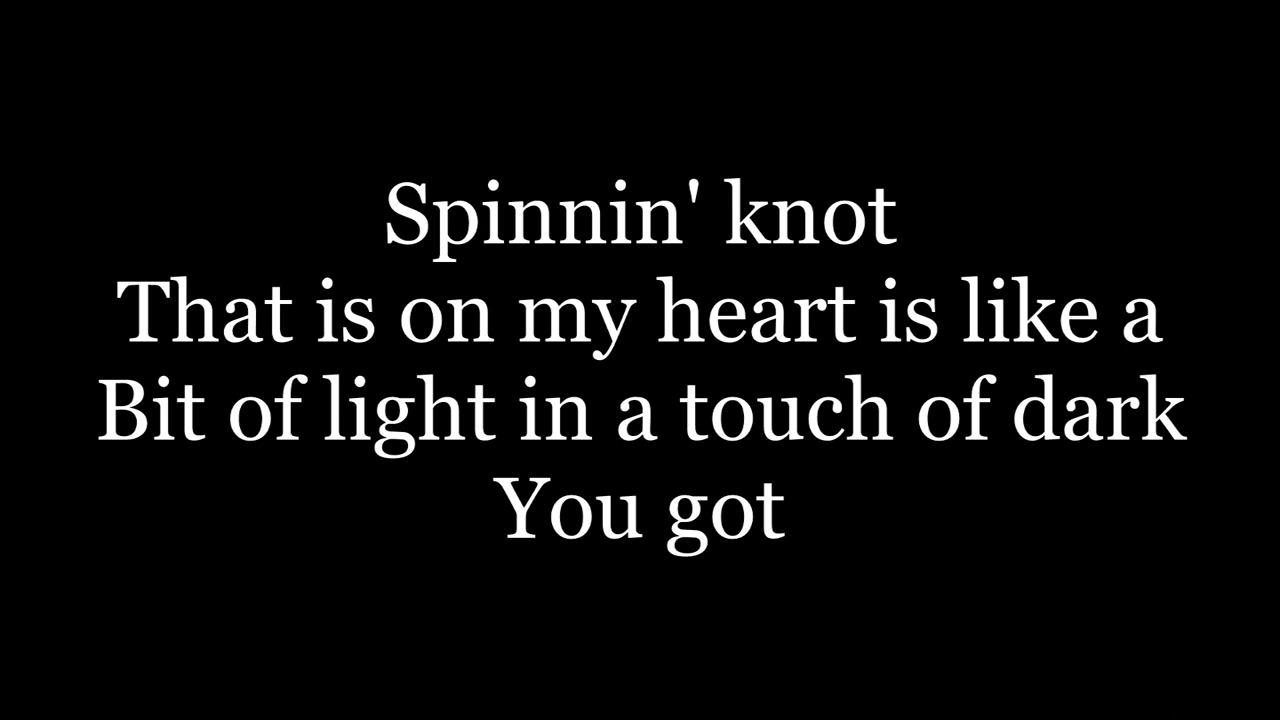 Spinnin' knot
That is on my heart is like a
Bit of light in a touch of dark
You got